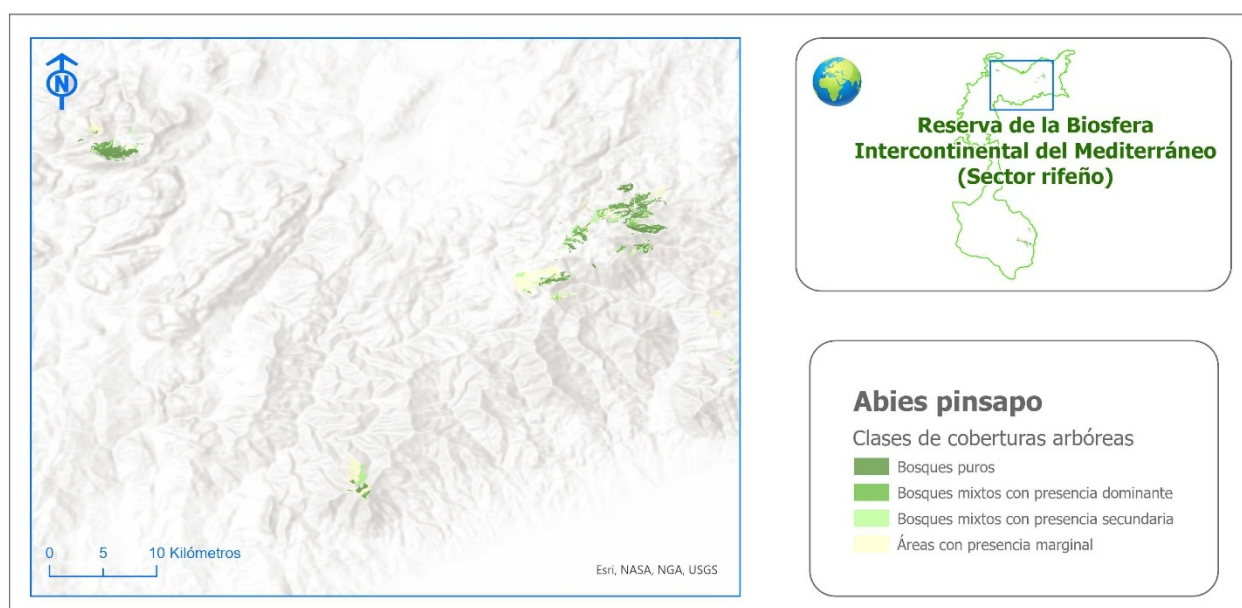 N
0 5 10 Kilómetros
Esri, NASA, NGA, USGS
Reserva de la Biosfera
Intercontinental del Mediterráneo
(Sector rifeño)
Abies pinsapo
Clases de coberturas arbóreas
Bosques puros
Bosques mixtos con presencia dominante
Bosques mixtos con presencia secundaria
Áreas con presencia marginal